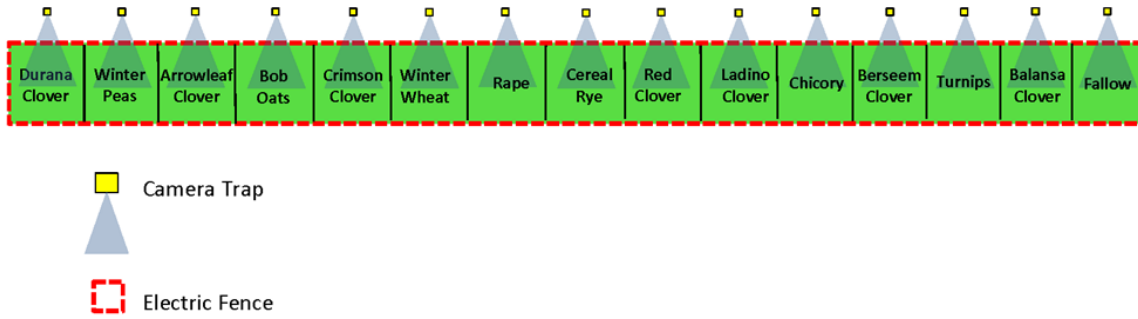 Durana
Clover
Winter
Peas
Arrowleaf
Clover
Bob
Oats
Crimson
Clover
Winter
Wheat
Rape
Cereal
Rye
Red
Clover
Ladino
Clover
Chicory
Berseem
Clover
Turnips
Balansa
Clover
Fallow
Camera Trap
Electric Fence